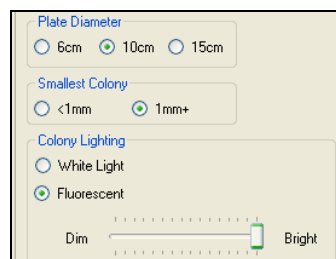 Plate Diameter
6cm 10cm 15cm
Smallest Colony
<1mm 1mm+
Colony Lighting
White Light
Fluorescent
Dim Bright